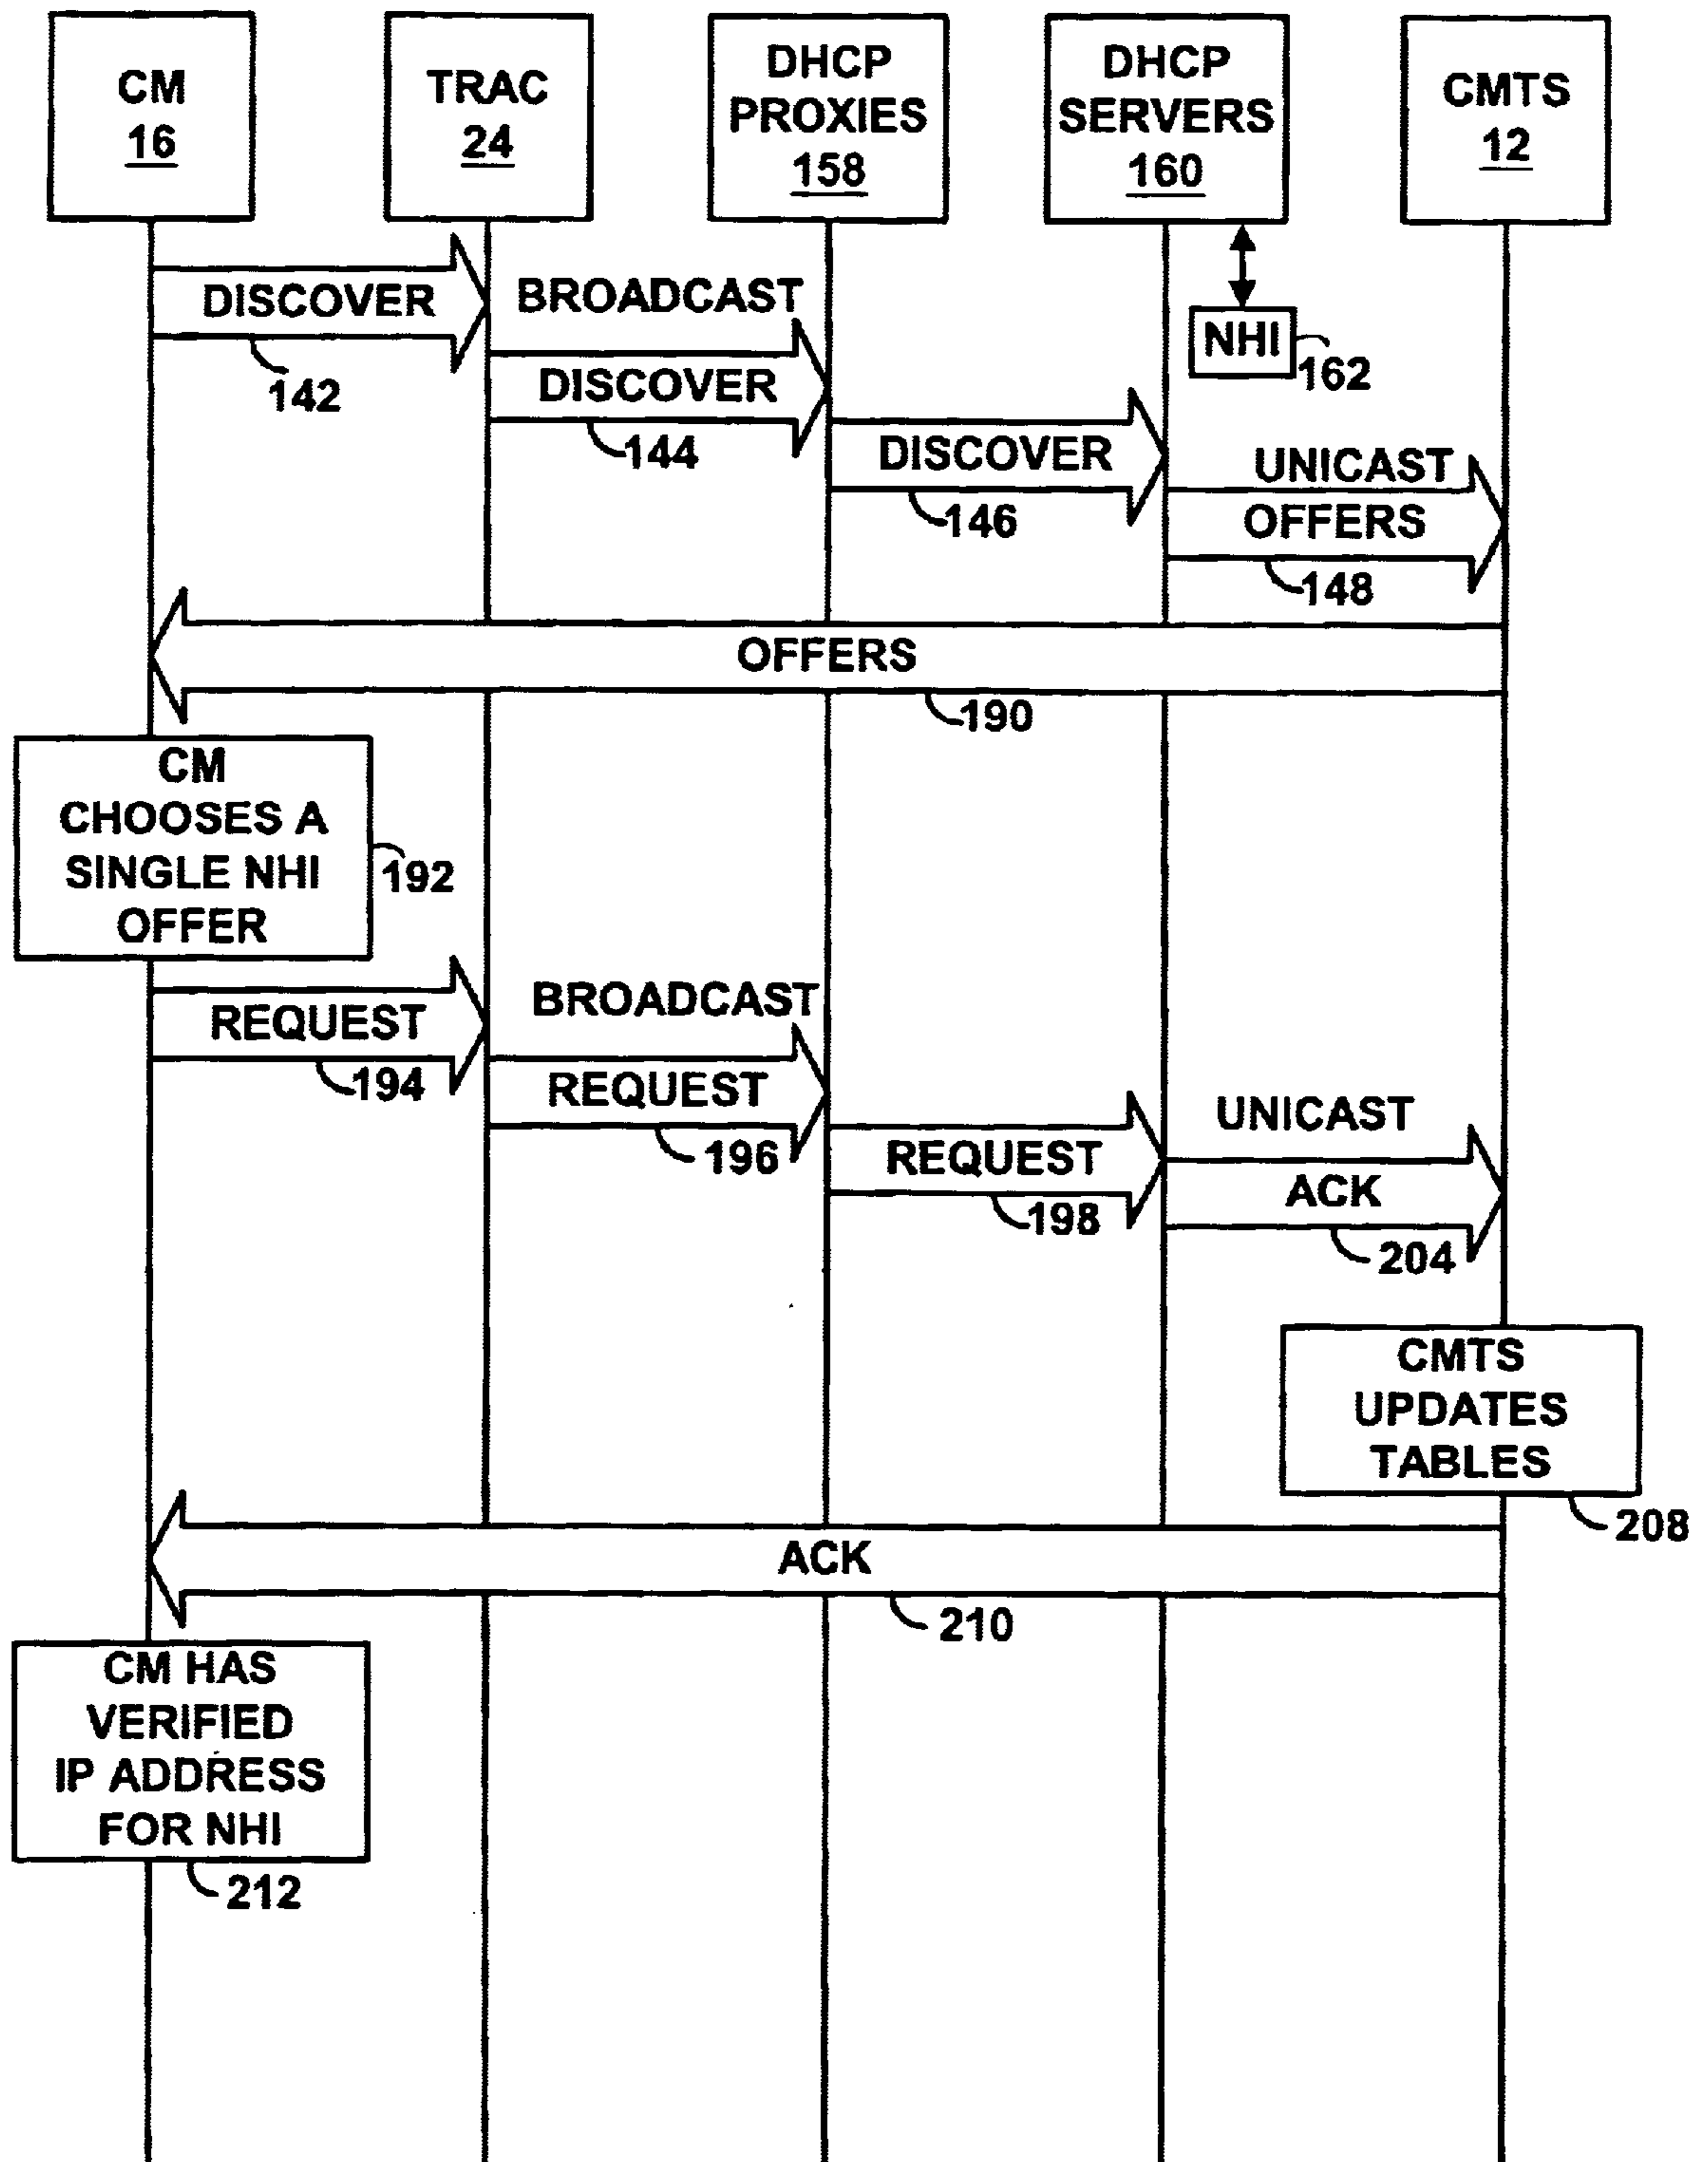 CM
16
TRAC
24
DHCP
PROXIES
158
DHCP
SERVERS
160
CMTS
12
DISCOVER
142
BROADCAST
DISCOVER
144
NHI
162
DISCOVER
146
UNICAST
OFFERS
148
OFFERS
190
CM
CHOOSES A
SINGLE NHI
OFFER
192
REQUEST
194
BROADCAST
REQUEST
196
REQUEST
198
UNICAST
ACK
204
CMTS
UPDATES
TABLES
208
ACK
210
CM HAS
VERIFIED
IP ADDRESS
FOR NHI
212